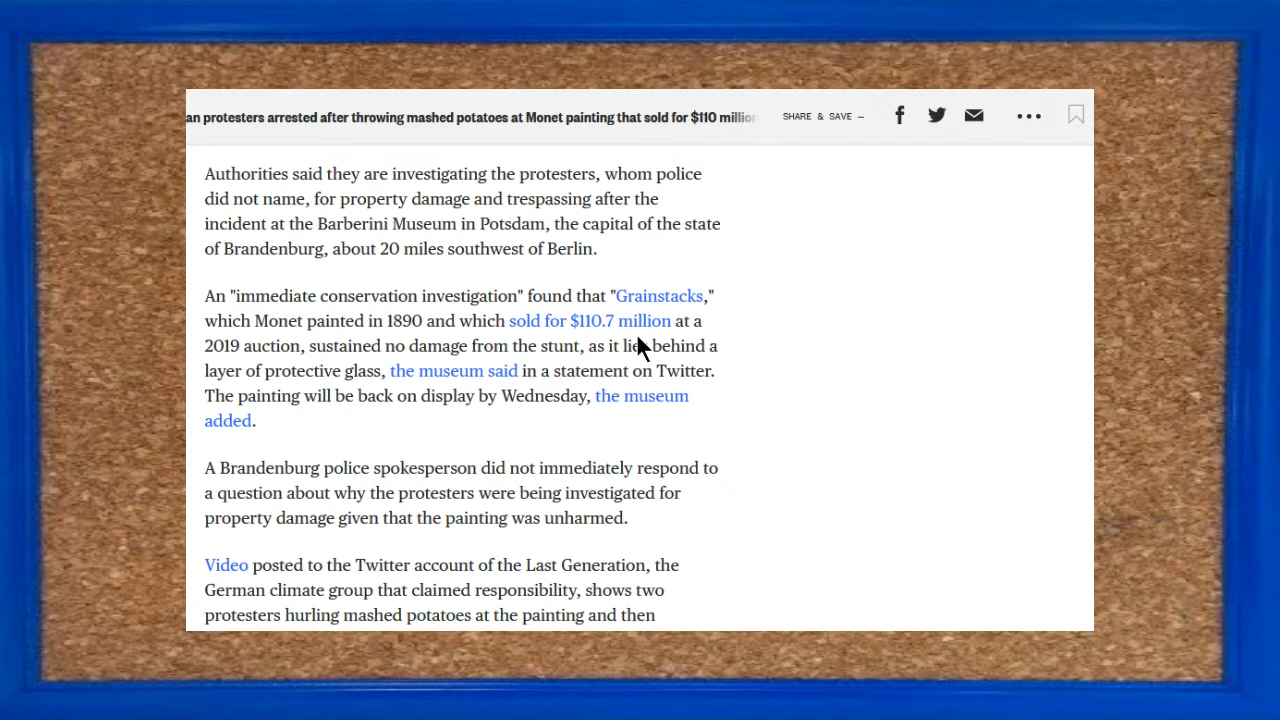 an protesters arrested after throwing mashed potatoes at Monet painting that sold for $110 million
SHARE & SAVE —
Authorities said they are investigating the protesters, whom police
did not name, for property damage and trespassing after the
incident at the Barberini Museum in Potsdam, the capital of the state
of Brandenburg, about 20 miles southwest of Berlin.
An "immediate conservation investigation" found that "Grainstacks,"
which Monet painted in 1890 and which sold for $110.7 million at a
2019 auction, sustained no damage from the stunt, as it lies behind a
layer of protective glass, the museum said in a statement on Twitter.
The painting will be back on display by Wednesday, the museum
added.
A Brandenburg police spokesperson did not immediately respond to
a question about why the protesters were being investigated for
property damage given that the painting was unharmed.
Video posted to the Twitter account of the Last Generation, the
German climate group that claimed responsibility, shows two
protesters hurling mashed potatoes at the painting and then